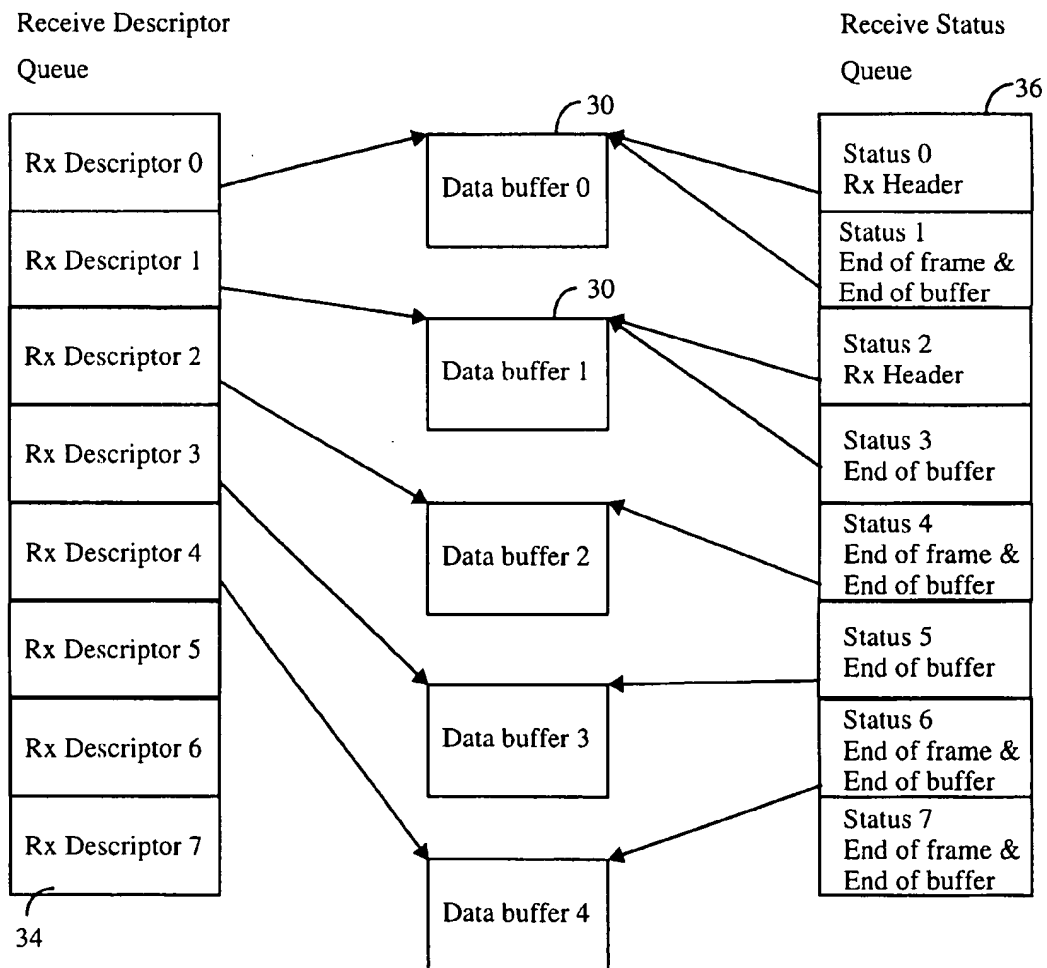 Receive Descriptor
Queue
Rx Descriptor 0
Rx Descriptor 1
Rx Descriptor 2
Rx Descriptor 3
Rx Descriptor 4
Rx Descriptor 5
Rx Descriptor 6
Rx Descriptor 7
34
30
Data buffer 0
30
Data buffer 1
Data buffer 2
Data buffer 3
Data buffer 4
Receive Status
Queue
36
Status 0
Rx Header
Status 1
End of frame &
End of buffer
Status 2
Rx Header
Status 3
End of buffer
Status 4
End of frame &
End of buffer
Status 5
End of buffer
Status 6
End of frame &
End of buffer
Status 7
End of frame &
End of buffer